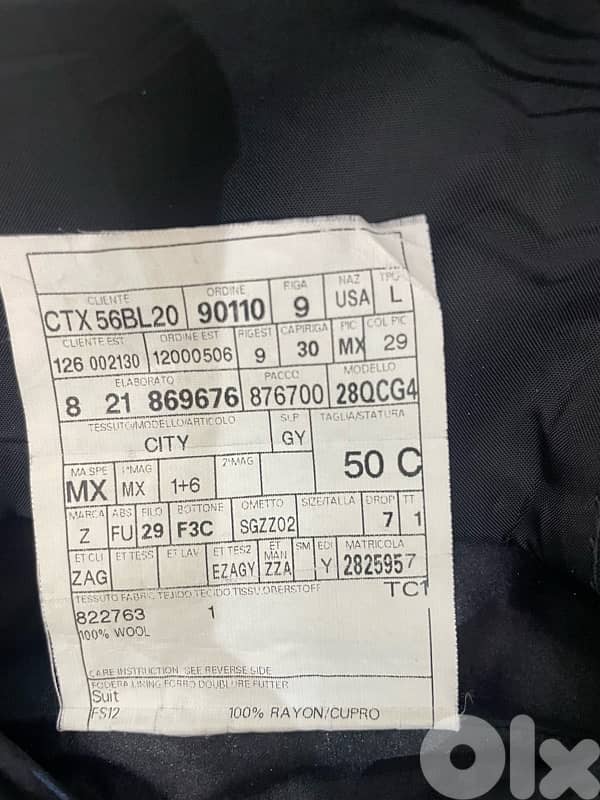 CLIENTE ORDINE RIGA NAZ TPG
CTX 56BL20 90110 9 USA L
CLIENTE EST. ORDINE EST RIGEST CAPIRIGA PIC COL PIC
126 002130 12000506 9 30 MX 29
ELABORATO PACCO MODELLO
8 21 869676 876700 28QCG4
TESSUTO/MODELLO/ARTICOLO SLP TAGLIA/STATURA
CITY GY 50 C
MA SPE 1°MAG 2°MAG
MX MX 1+6
MARCA ABS FILO BOTTONE OMETTO SIZE/TALLA DROP TT
Z FU 29 F3C SGZZ02 7 1
ET CLI ET TESS ET LAV ET TES2 ET MAN SM EDI MATRICOLA
ZAG EZAGY ZZA Y 2825957
TESSUTO FABRIC TEJIDO TECIDO TISSU OBERSTOFF TC1
822763 1
100% WOOL
CARE INSTRUCTION SEE REVERSE SIDE
FODERA LINING FORRO DOUBLURE FUTTER
Suit
FS12 100% RAYON/CUPRO
Olx